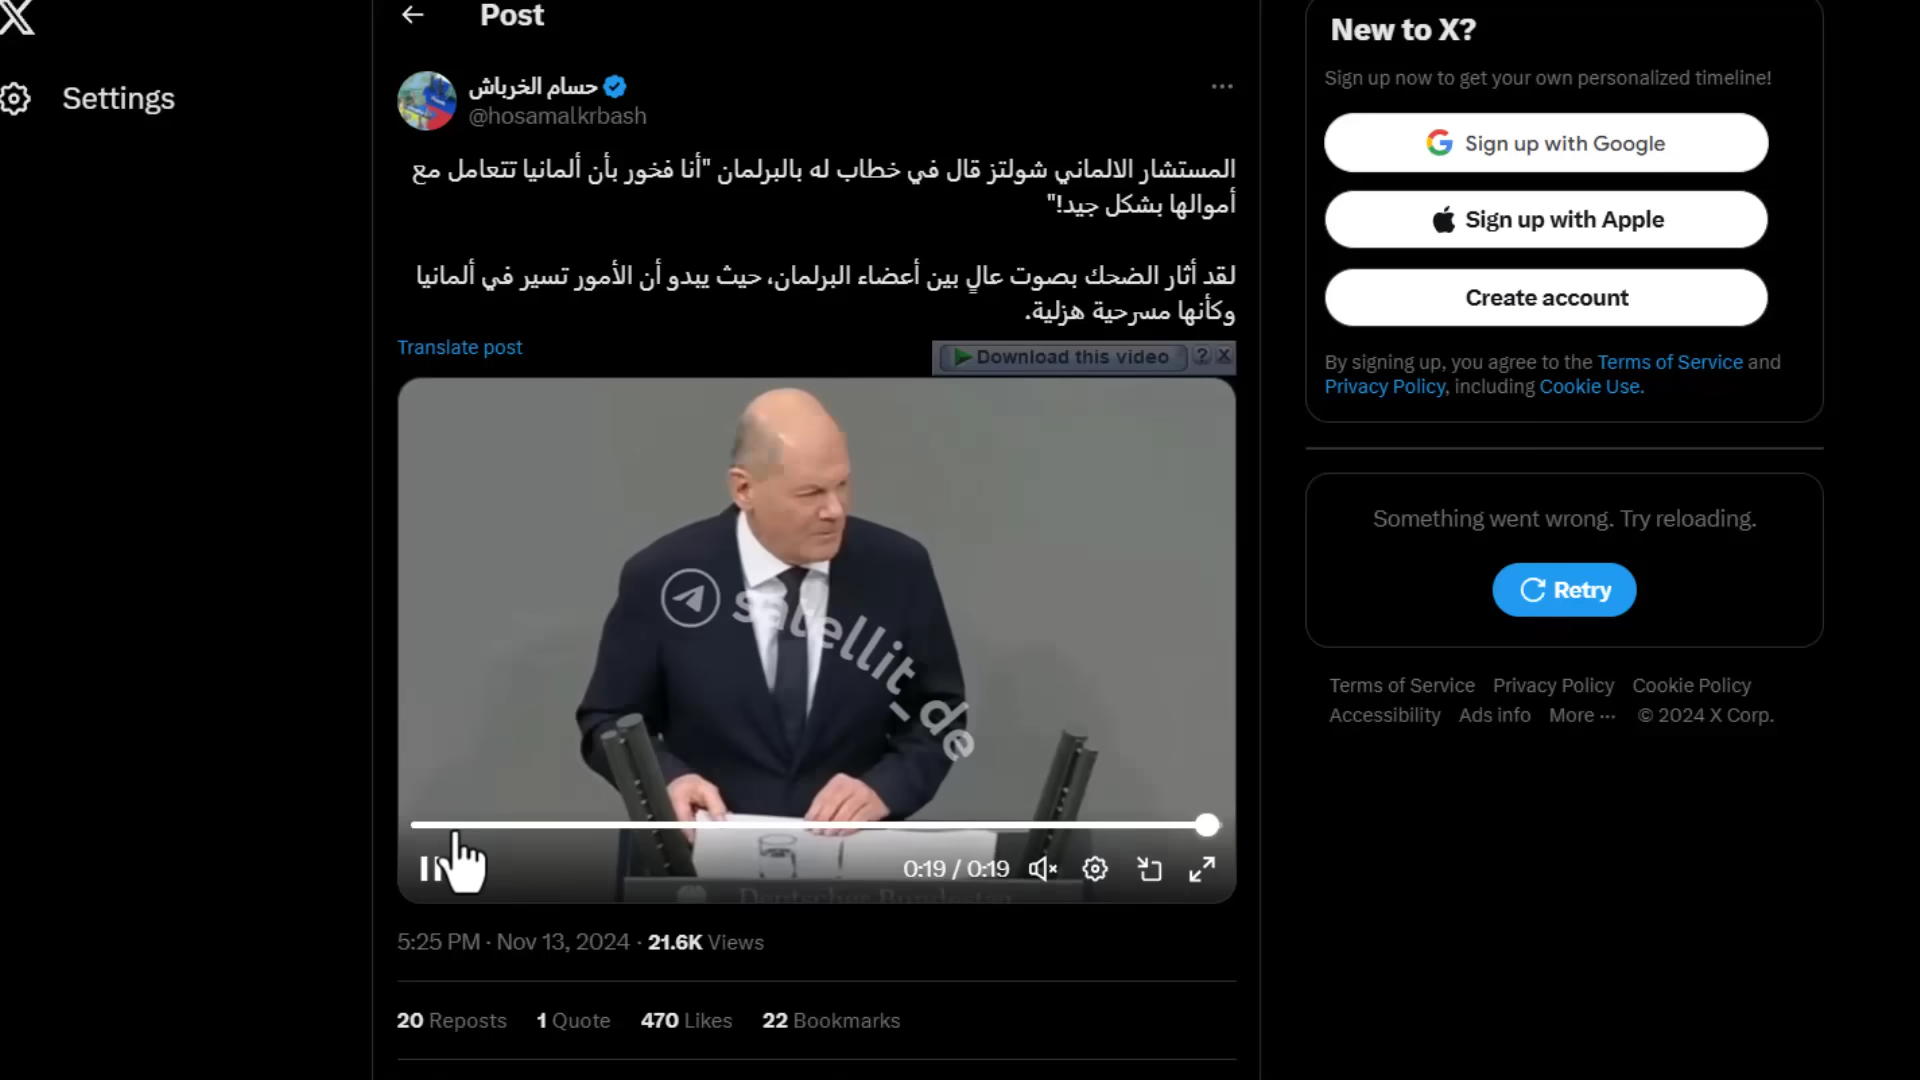 Post
Settings
حسام الخرباش
@hosamalkrbash
المستشار الالماني شولتز قال في خطاب له بالبرلمان "أنا فخور بأن ألمانيا تتعامل مع
أموالها بشكل جيد!"
لقد أثار الضحك بصوت عالٍ بين أعضاء البرلمان، حيث يبدو أن الأمور تسير في ألمانيا
وكأنها مسرحية هزلية.
Translate post
Download this video ? X
satellit_de
0:19 / 0:19
Deutscher Bundestag
5:25 PM · Nov 13, 2024 · 21.6K Views
20 Reposts 1 Quote 470 Likes 22 Bookmarks
New to X?
Sign up now to get your own personalized timeline!
Sign up with Google
Sign up with Apple
Create account
By signing up, you agree to the Terms of Service and
Privacy Policy, including Cookie Use.
Something went wrong. Try reloading.
Retry
Terms of Service Privacy Policy Cookie Policy
Accessibility Ads info More ··· © 2024 X Corp.